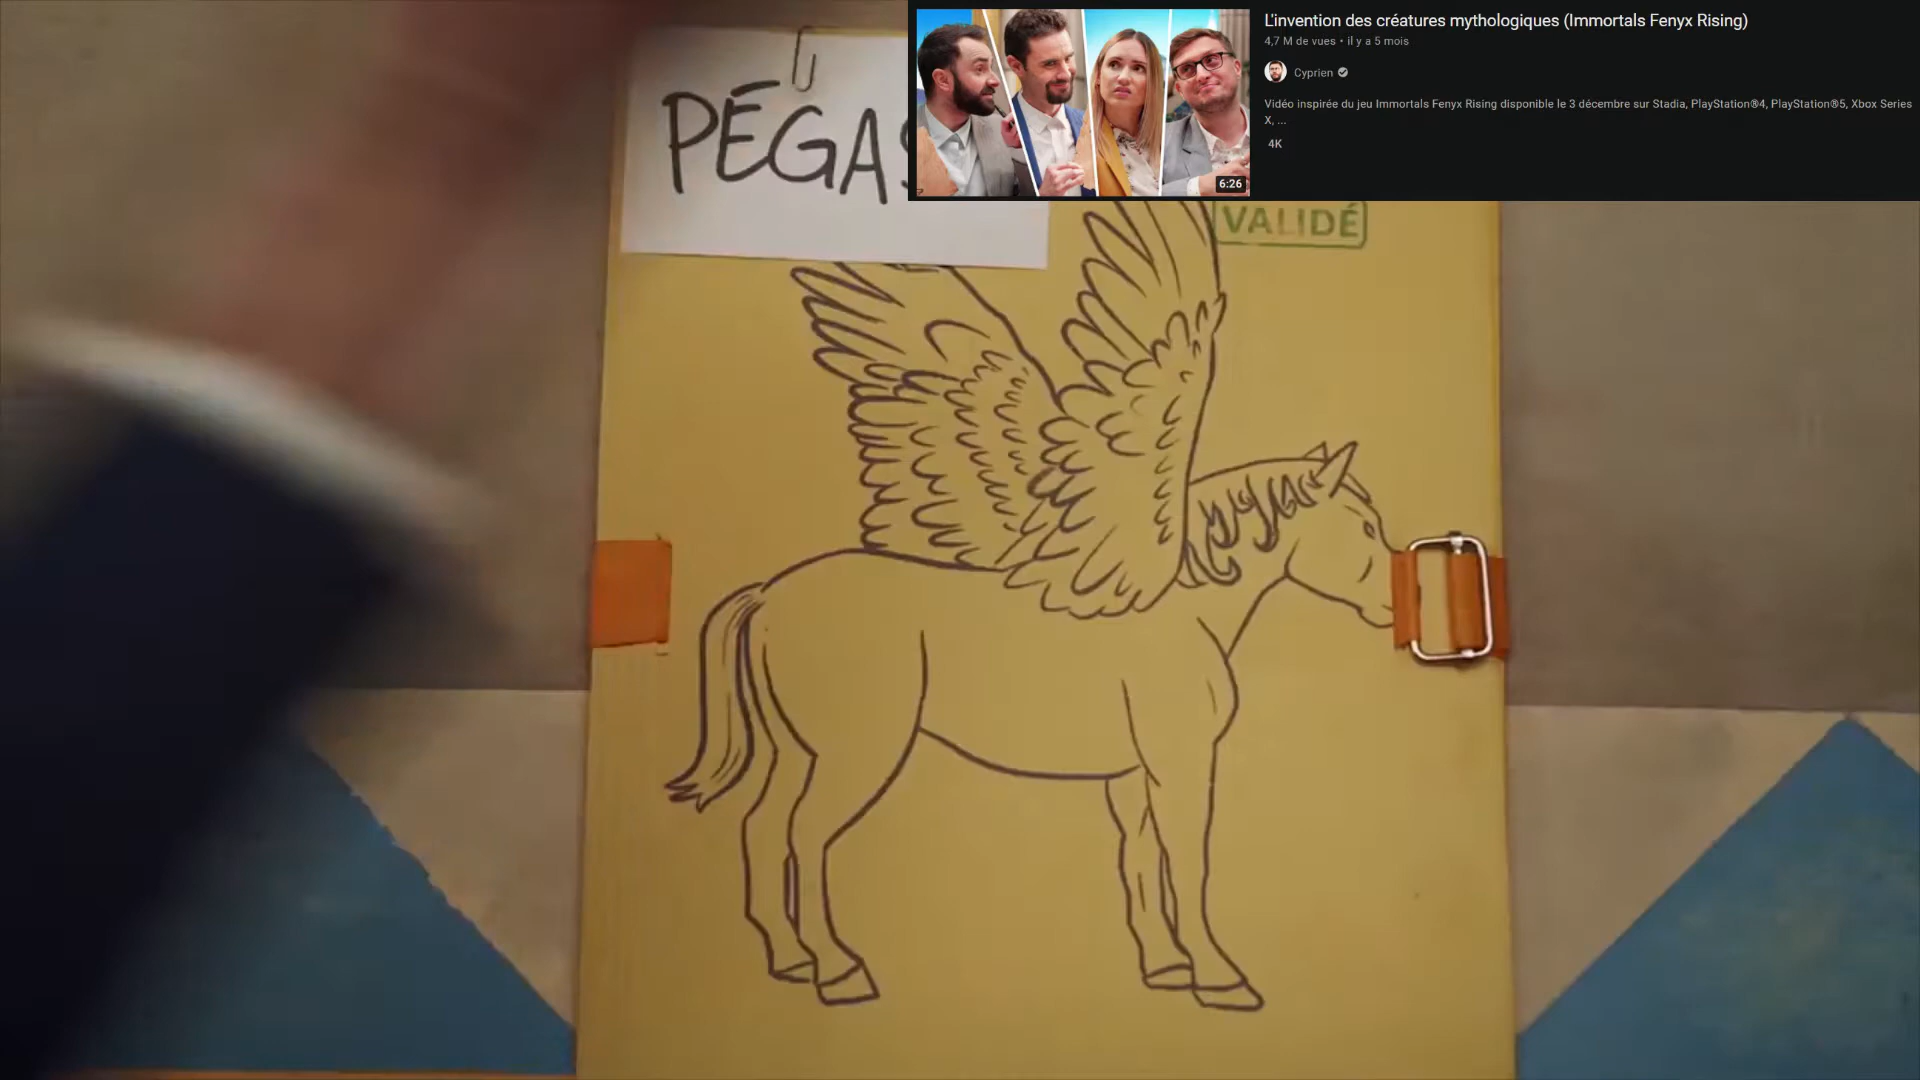 L'invention des créatures mythologiques (Immortals Fenyx Rising)
4,7 M de vues • il y a 5 mois
Cyprien
Vidéo inspirée du jeu Immortals Fenyx Rising disponible le 3 décembre sur Stadia, PlayStation®4, PlayStation®5, Xbox Series
X, ...
4K
6:26
PÉGAS
VALIDÉ